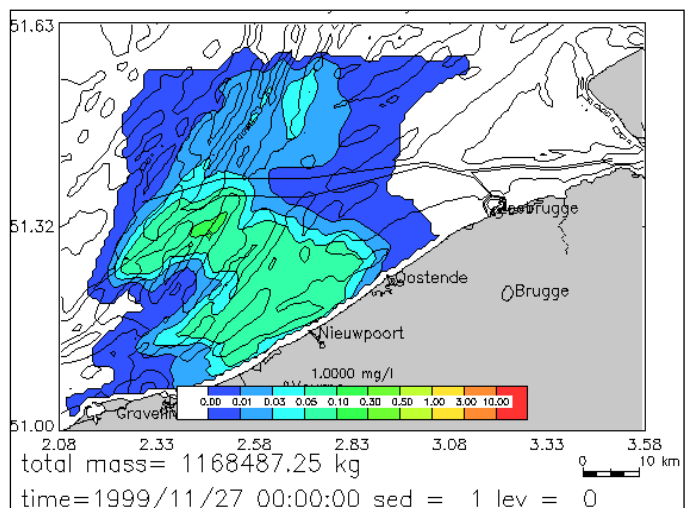 51.63
51.32
Oostende
Brugge
Nieuwpoort
1.0000 mg/l
0.00 0.01 0.03 0.05 0.10 0.30 0.50 1.00 3.00 10.00
51.00
2.08 2.33 2.58 2.83 3.08 3.33 3.58
total mass= 1168487.25 kg
0 10 km
time=1999/11/27 00:00:00 sed = 1 lev = 0